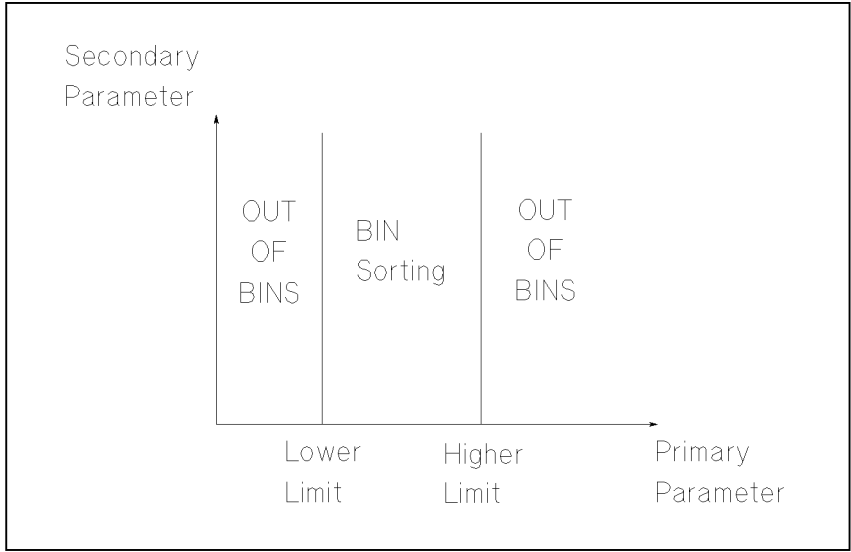 Secondary
Parameter
OUT
OF
BINS
BIN
Sorting
OUT
OF
BINS
Lower
Limit
Higher
Limit
Primary
Parameter